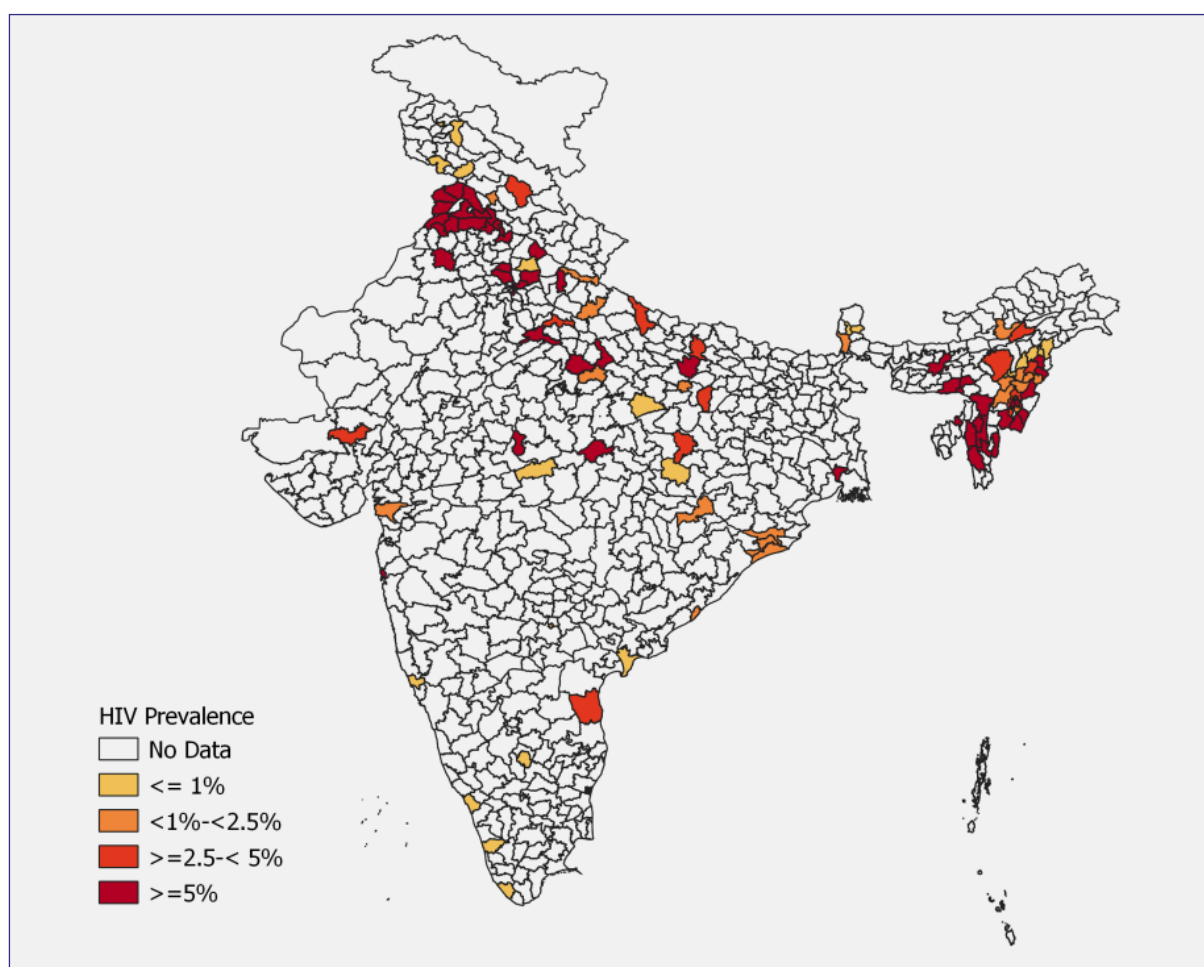 HIV Prevalence
No Data
<= 1%
<1%-<2.5%
>=2.5-< 5%
>=5%